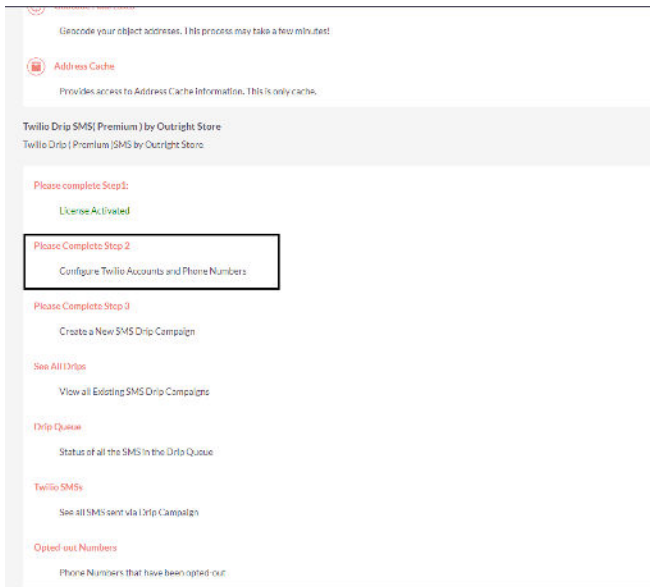 Geocode your object addreses. This process may take a few minutes!
Address Cache
Provides access to Address Cache information. This is only cache.
Twilio Drip SMS( Premium ) by Outright Store
Twilio Drip ( Premium )SMS by Outright Store
Please complete Step1:
License Activated
Please Complete Step 2
Configure Twilio Accounts and Phone Numbers
Please Complete Step 3
Create a New SMS Drip Campaign
See All Drips
View all Existing SMS Drip Campaigns
Drip Queue
Status of all the SMS in the Drip Queue
Twilio SMSs
See all SMS sent via Drip Campaign
Opted-out Numbers
Phone Numbers that have been opted-out